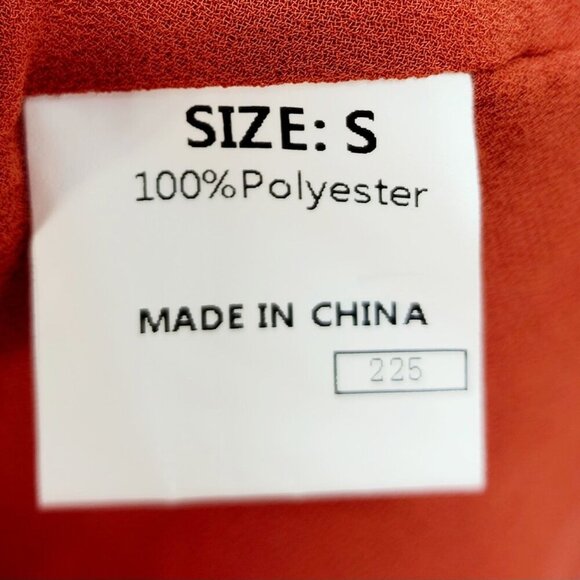 SIZE: S
100%Polyester
MADE IN CHINA
225